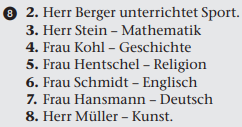 8 2. Herr Berger unterrichtet Sport.
3. Herr Stein – Mathematik
4. Frau Kohl – Geschichte
5. Frau Hentschel – Religion
6. Frau Schmidt – Englisch
7. Frau Hansmann – Deutsch
8. Herr Müller – Kunst.